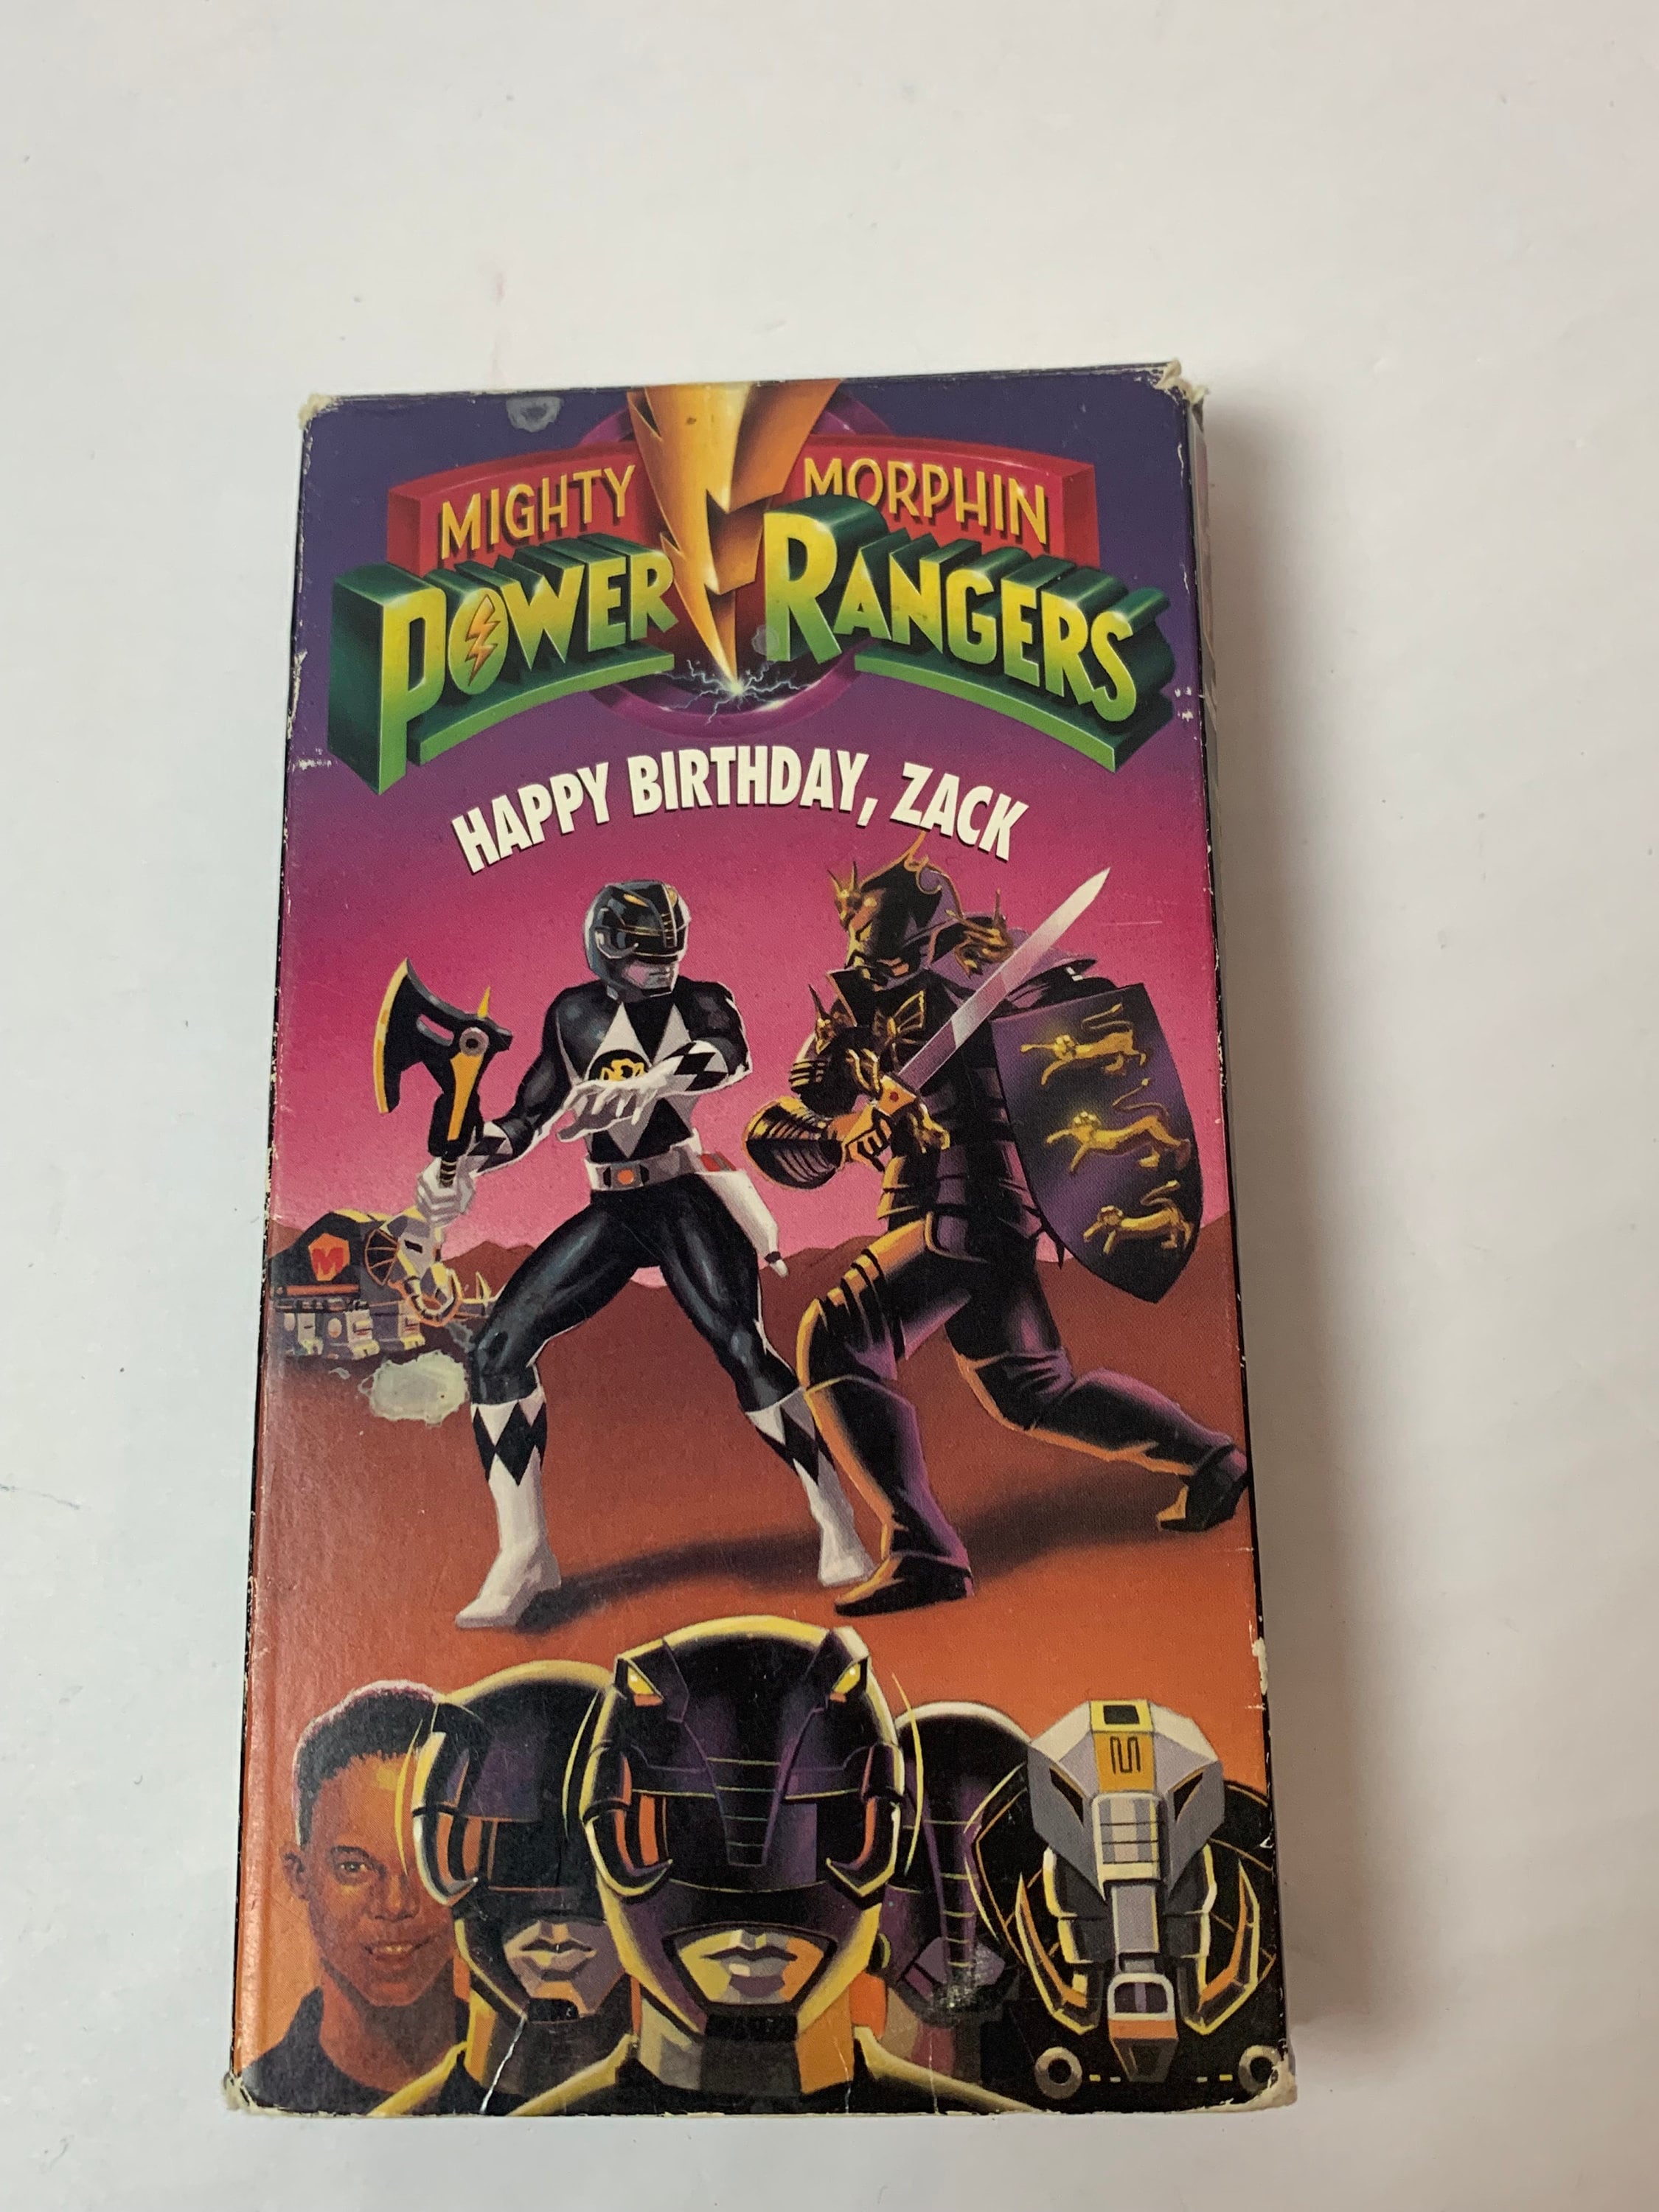 MIGHTY MORPHIN
POWER RANGERS
HAPPY BIRTHDAY, ZACK
M